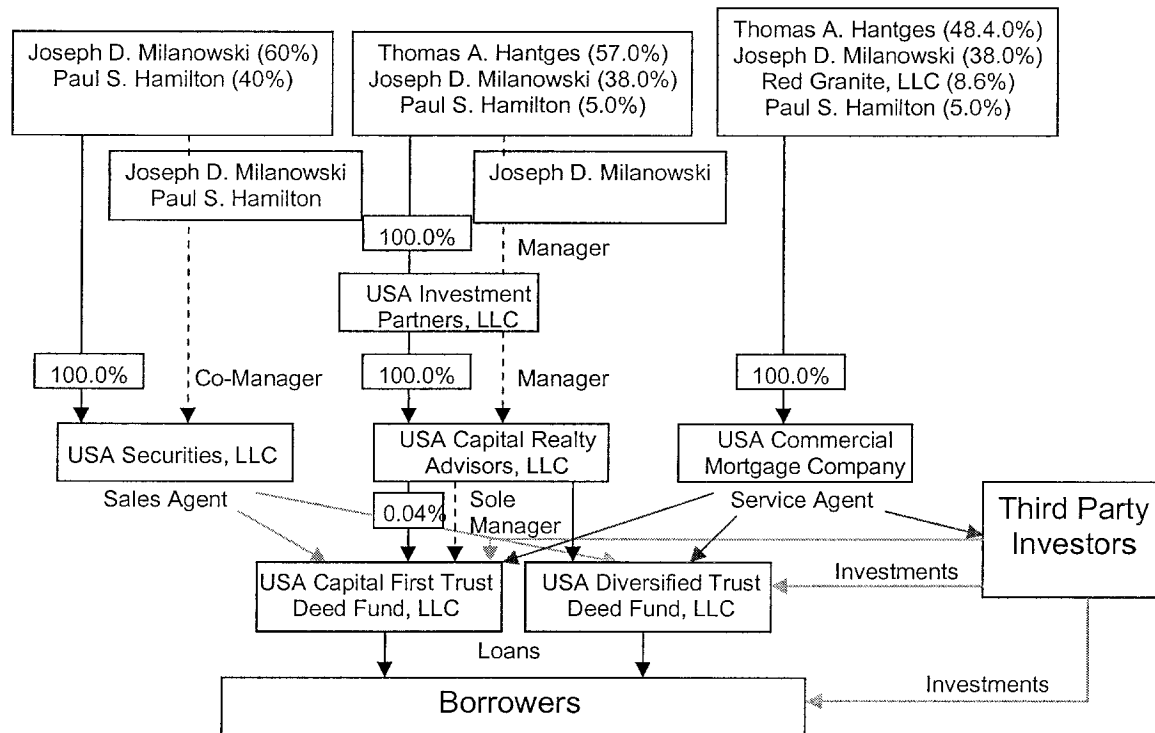 Joseph D. Milanowski (60%)
Paul S. Hamilton (40%)
Thomas A. Hantges (57.0%)
Joseph D. Milanowski (38.0%)
Paul S. Hamilton (5.0%)
Thomas A. Hantges (48.4.0%)
Joseph D. Milanowski (38.0%)
Red Granite, LLC (8.6%)
Paul S. Hamilton (5.0%)
Joseph D. Milanowski
Paul S. Hamilton
Joseph D. Milanowski
100.0%
Manager
USA Investment
Partners, LLC
100.0%
Co-Manager
100.0%
Manager
100.0%
USA Securities, LLC
USA Capital Realty
Advisors, LLC
USA Commercial
Mortgage Company
Sales Agent
0.04%
Sole
Manager
Service Agent
Third Party
Investors
USA Capital First Trust
Deed Fund, LLC
USA Diversified Trust
Deed Fund, LLC
Investments
Loans
Borrowers
Investments